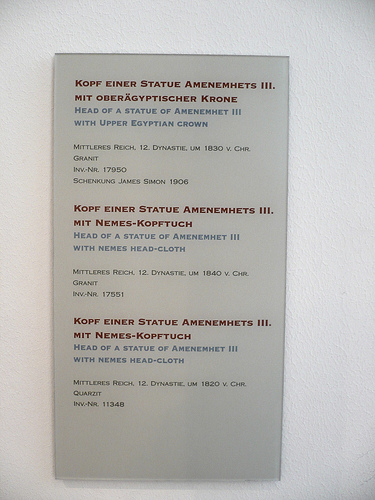 Kopf einer Statue Amenemhets III.
mit oberägyptischer Krone
Head of a statue of Amenemhet III
with Upper Egyptian crown
Mittleres Reich, 12. Dynastie, um 1830 v. Chr.
Granit
Inv.-Nr. 17950
Schenkung James Simon 1906
Kopf einer Statue Amenemhets III.
mit Nemes-Kopftuch
Head of a statue of Amenemhet III
with nemes head-cloth
Mittleres Reich, 12. Dynastie, um 1840 v. Chr.
Granit
Inv.-Nr. 17551
Kopf einer Statue Amenemhets III.
mit Nemes-Kopftuch
Head of a statue of Amenemhet III
with nemes head-cloth
Mittleres Reich, 12. Dynastie, um 1820 v. Chr.
Quarzit
Inv.-Nr. 11348